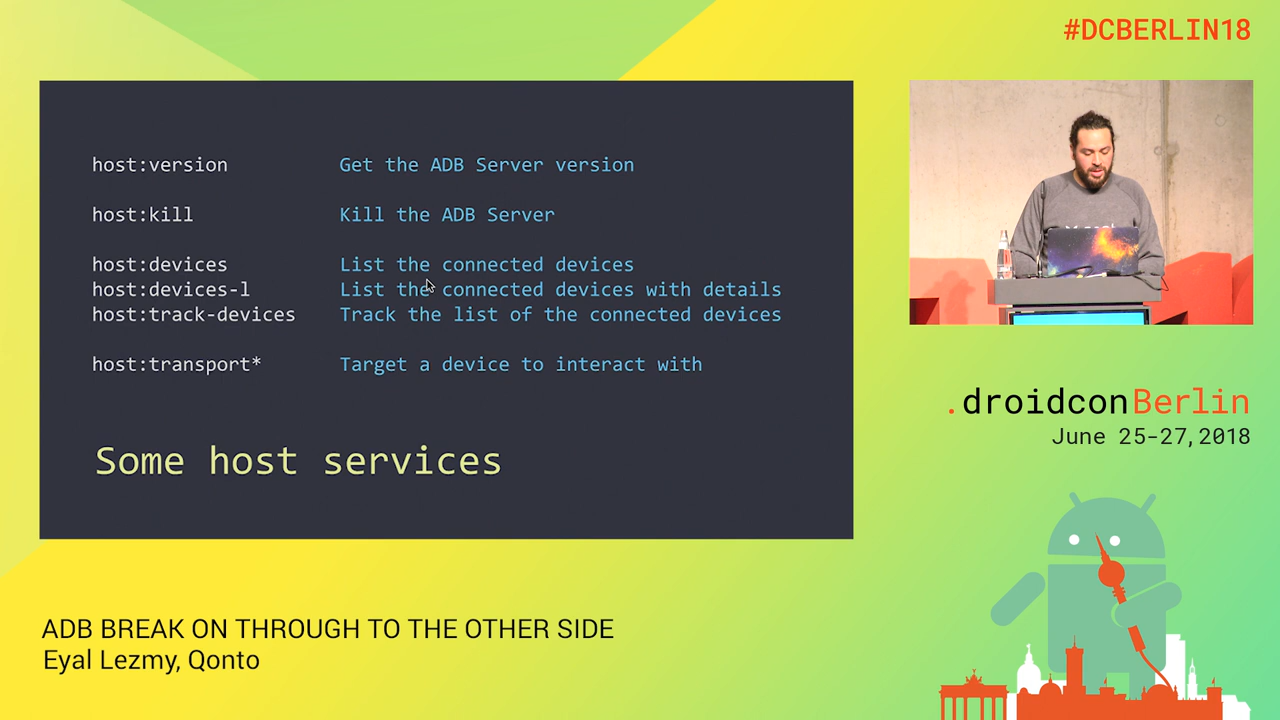 #DCBERLIN18
host:version Get the ADB Server version
host:kill Kill the ADB Server
host:devices List the connected devices
host:devices-l List the connected devices with details
host:track-devices Track the list of the connected devices
host:transport* Target a device to interact with
Some host services
.droidconBerlin
June 25-27, 2018
ADB BREAK ON THROUGH TO THE OTHER SIDE
Eyal Lezmy, Qonto